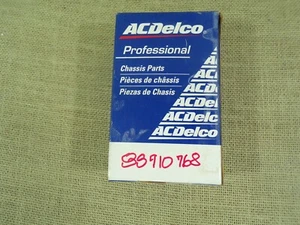 ACDelco
Professional
Chassis Parts
Pièces de châssis
Piezas de Chasis
ACDelco
ACDelco
88910768